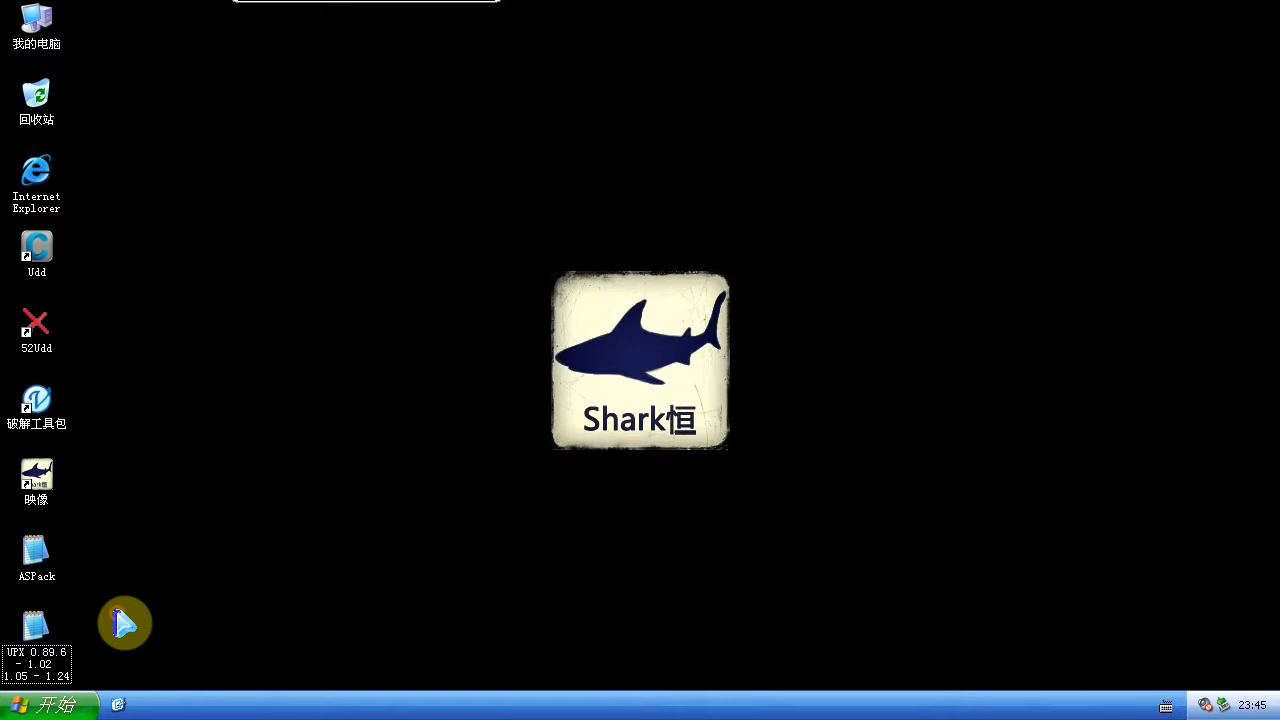 我的电脑
回收站
Internet
Explorer
Udd
52Udd
破解工具包
映像
ASPack
UPX 0.89.6
- 1.02
1.05 - 1.24
Shark恒
开始
23:45